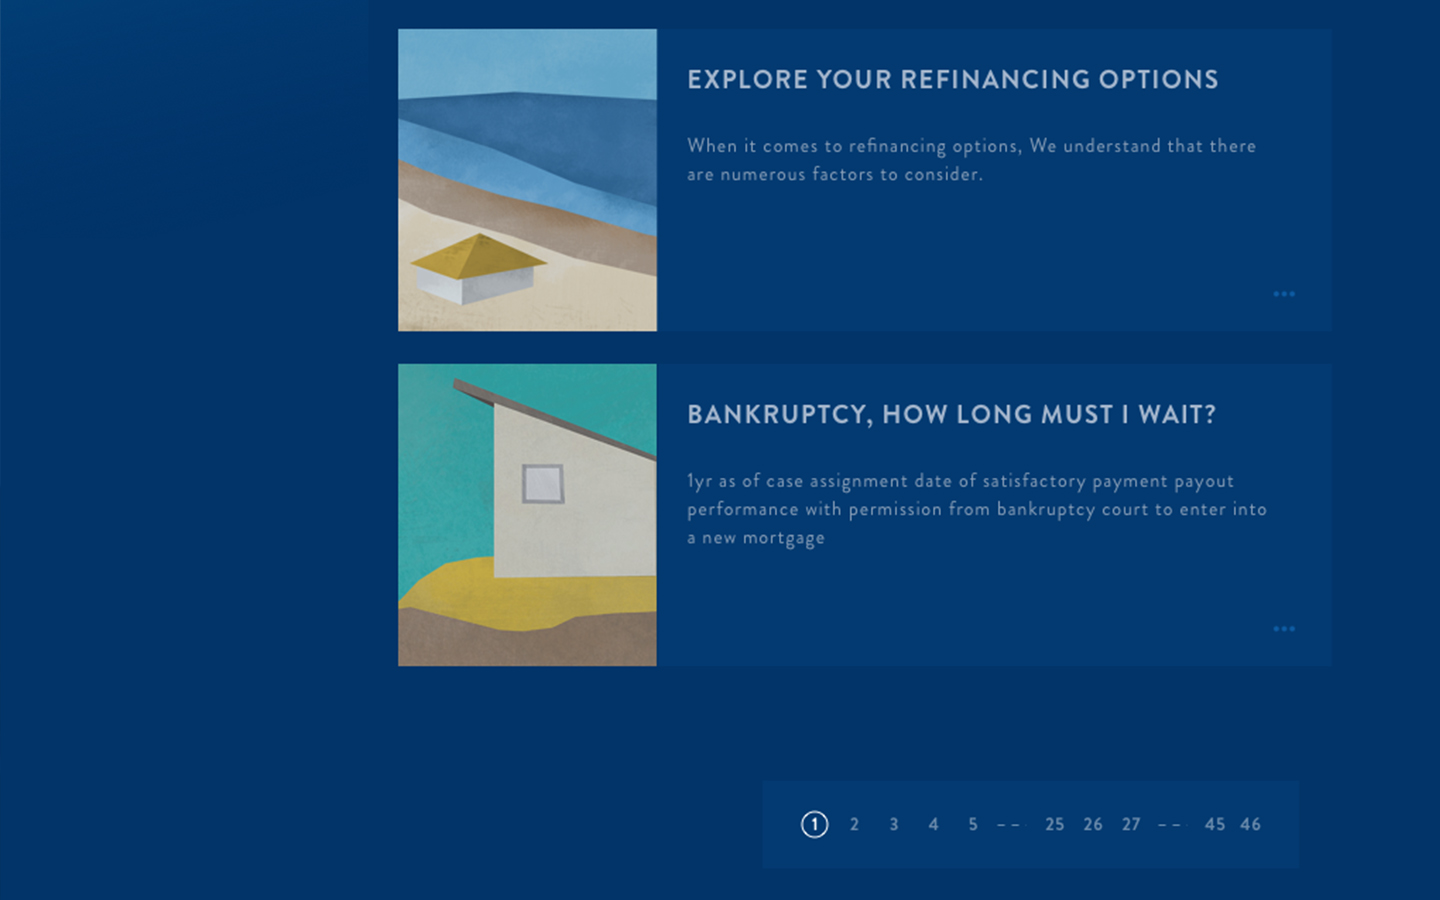 EXPLORE YOUR REFINANCING OPTIONS
When it comes to refinancing options, We understand that there
are numerous factors to consider.
BANKRUPTCY, HOW LONG MUST I WAIT?
1yr as of case assignment date of satisfactory payment payout
performance with permission from bankruptcy court to enter into
a new mortgage
1 2 3 4 5 -- 25 26 27 -- 45 46